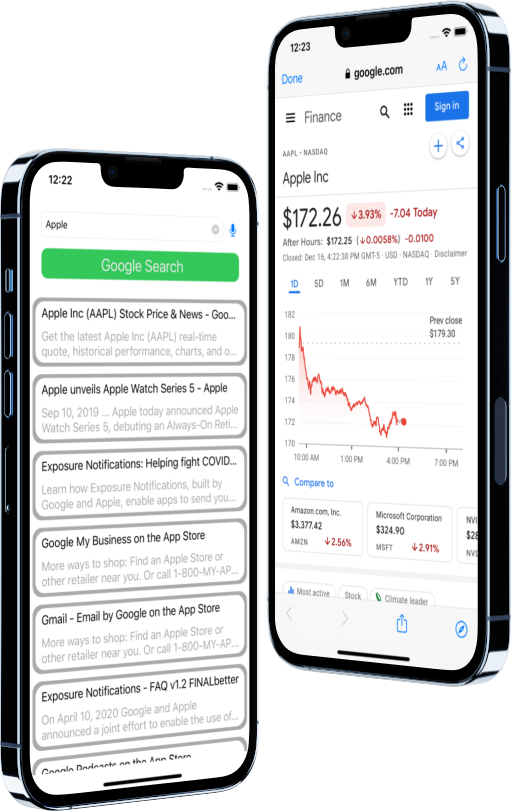 12:22
Apple
Google Search
Apple Inc (AAPL) Stock Price & News - Goo...
Get the latest Apple Inc (AAPL) real-time
quote, historical performance, charts, and o...
Apple unveils Apple Watch Series 5 - Apple
Sep 10, 2019 ... Apple today announced Apple
Watch Series 5, debuting an Always-On Reti...
Exposure Notifications: Helping fight COVID...
Learn how Exposure Notifications, built by
Google and Apple, enable apps to send you...
Google My Business on the App Store
More ways to shop: Find an Apple Store or
other retailer near you. Or call 1-800-MY-AP...
Gmail - Email by Google on the App Store
More ways to shop: Find an Apple Store or
other retailer near you. Or call 1-800-MY-AP...
Exposure Notifications - FAQ v1.2 FINALbetter
On April 10, 2020 Google and Apple
announced a joint effort to enable the use of...
Google Podcasts on the App Store
12:23
Done google.com AA
Finance Sign in
AAPL • NASDAQ
Apple Inc
$172.26 ↓3.93% -7.04 Today
After Hours: $172.25 (↓0.0058%) -0.0100
Closed: Dec 16, 4:22:38 PM GMT-5 · USD · NASDAQ · Disclaimer
1D 5D 1M 6M YTD 1Y 5Y
Prev close
$179.30
182
180
178
176
174
172
170
10:00 AM 1:00 PM 4:00 PM 7:00 PM
Compare to
Amazon.com, Inc. Microsoft Corporation NVI
$3,377.42 $324.90 $28
AMZN ↓2.56% MSFT ↓2.91% NVD
Most active Stock Climate leader